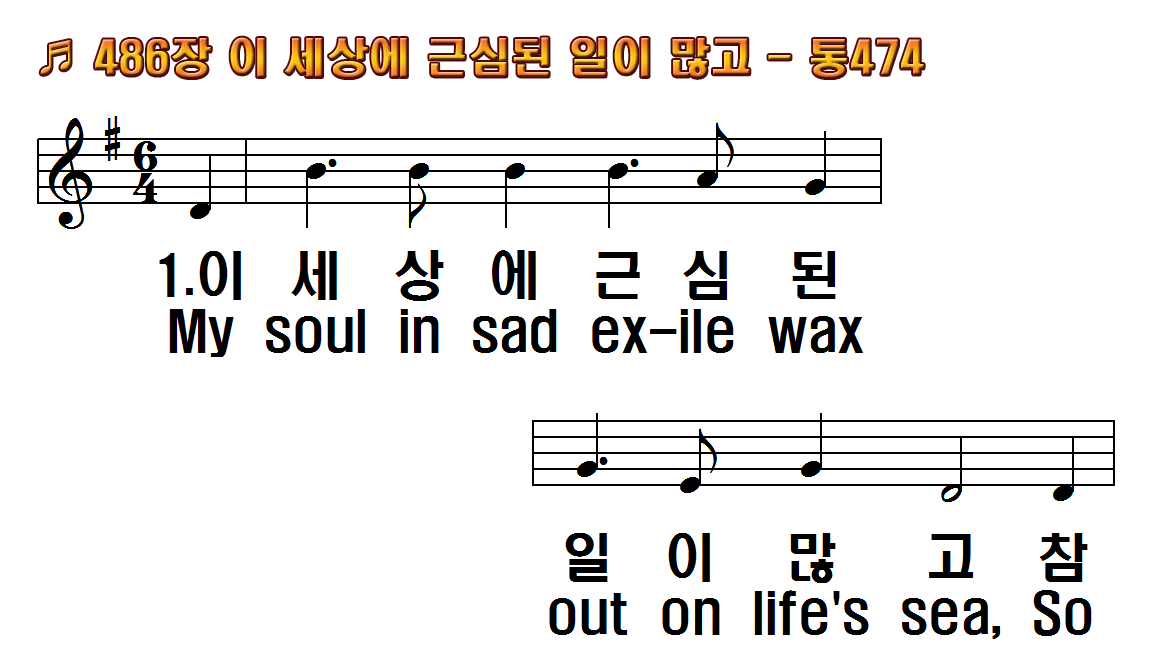 ♬ 486장 이 세상에 근심된 일이 많고 - 통474
6
4
1.이 세 상 에 근 심 된
My soul in sad ex-ile wax
일 이 많 고 참
out on life's sea, So